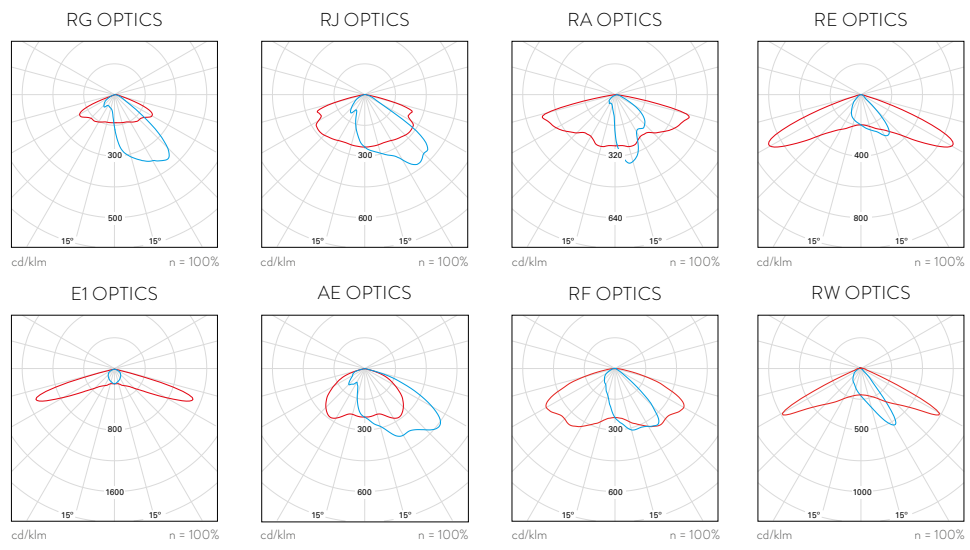 RG OPTICS
RJ OPTICS
RA OPTICS
RE OPTICS
300
300
320
400
500
600
640
800
15° 15°
15° 15°
15° 15°
15° 15°
cd/klm n = 100%
cd/klm n = 100%
cd/klm n = 100%
cd/klm n = 100%
E1 OPTICS
AE OPTICS
RF OPTICS
RW OPTICS
800
300
300
500
1600
600
600
1000
15° 15°
15° 15°
15° 15°
15° 15°
cd/klm n = 100%
cd/klm n = 100%
cd/klm n = 100%
cd/klm n = 100%